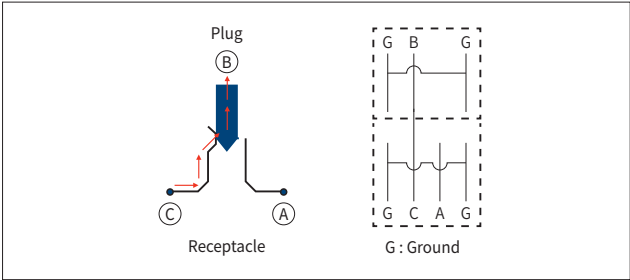 Plug
B
G B G
C
A
G C A G
Receptacle
G : Ground